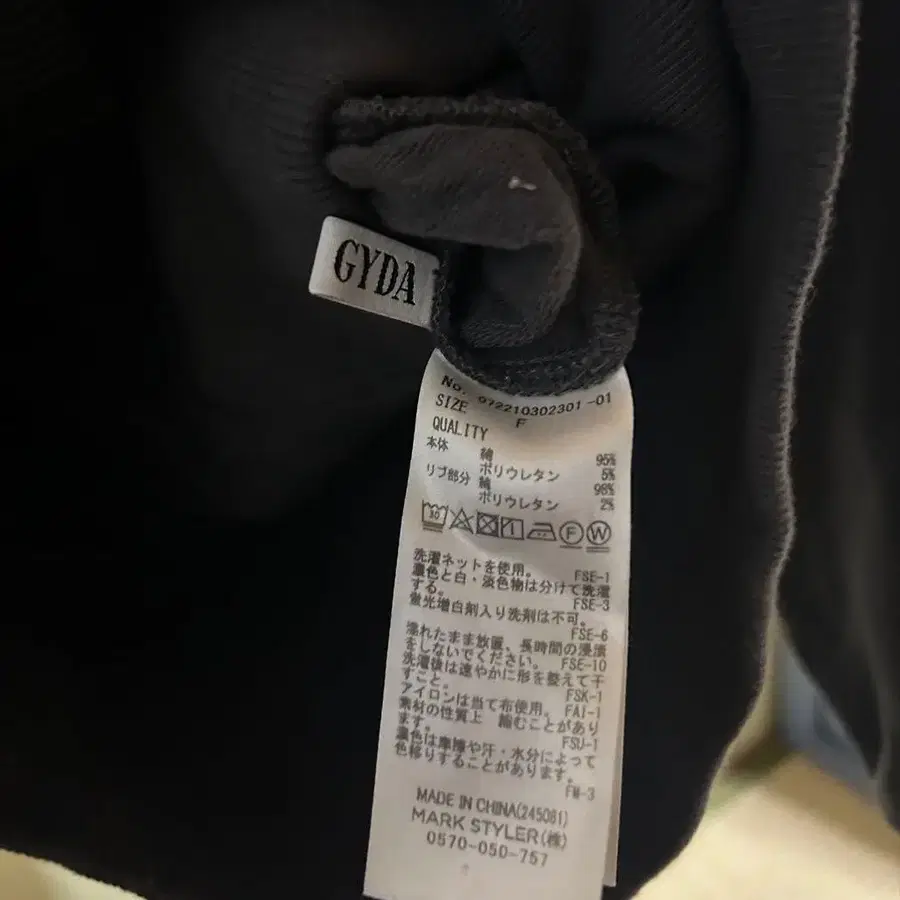 GYDA
No. 072210302301-01
SIZE F
QUALITY
本体 綿 95%
ポリウレタン 5%
リブ部分 綿 98%
ポリウレタン 2%
30 F W
洗濯ネットを使用。 FSE-1
濃色と白・淡色物は分けて洗濯
する。 FSE-3
蛍光増白剤入り洗剤は不可。
FSE-6
濡れたまま放置、長時間の浸漬
をしないでください。 FSE-10
洗濯後は速やかに形を整えて干
すこと。 FSK-1
アイロンは当て布使用。 FAI-1
素材の性質上 縮むことがあり
ます。 FSU-1
濃色は摩擦や汗・水分によって
色移りすることがあります。
FW-3
MADE IN CHINA(245081)
MARK STYLER(株)
0570-050-757